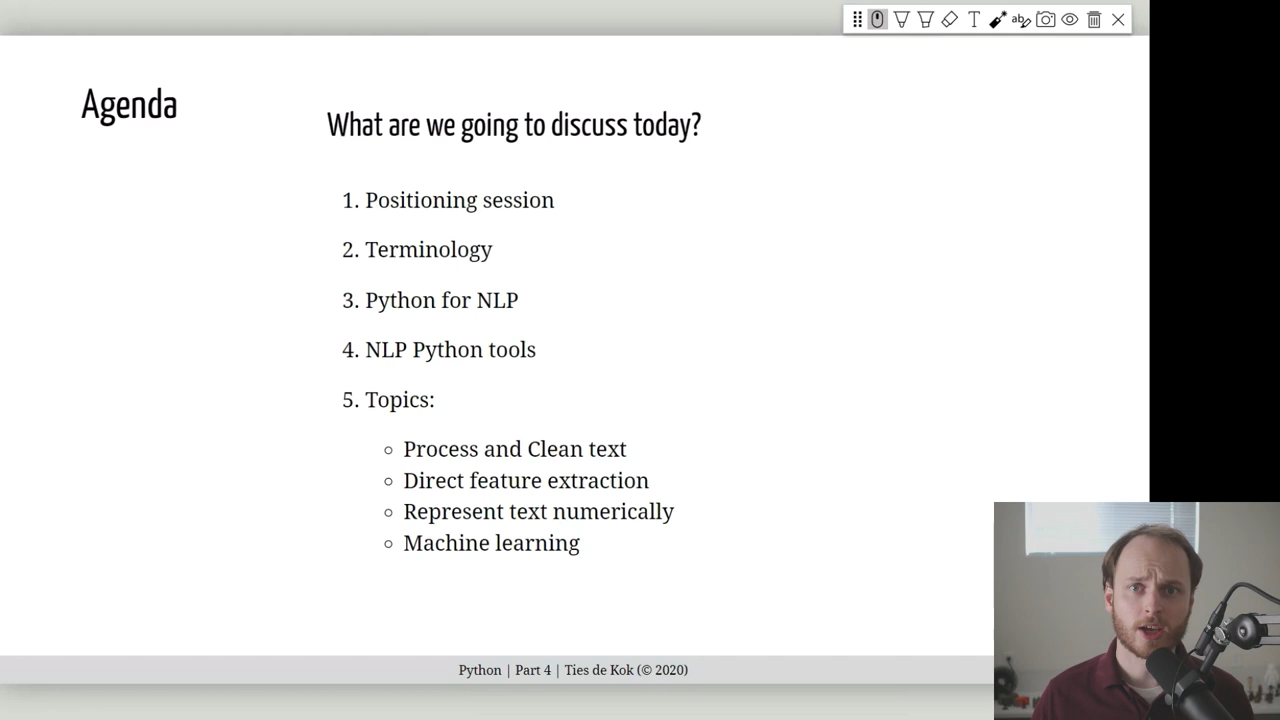 Agenda
What are we going to discuss today?
1. Positioning session
2. Terminology
3. Python for NLP
4. NLP Python tools
5. Topics:
Process and Clean text
Direct feature extraction
Represent text numerically
Machine learning
Python | Part 4 | Ties de Kok (© 2020)